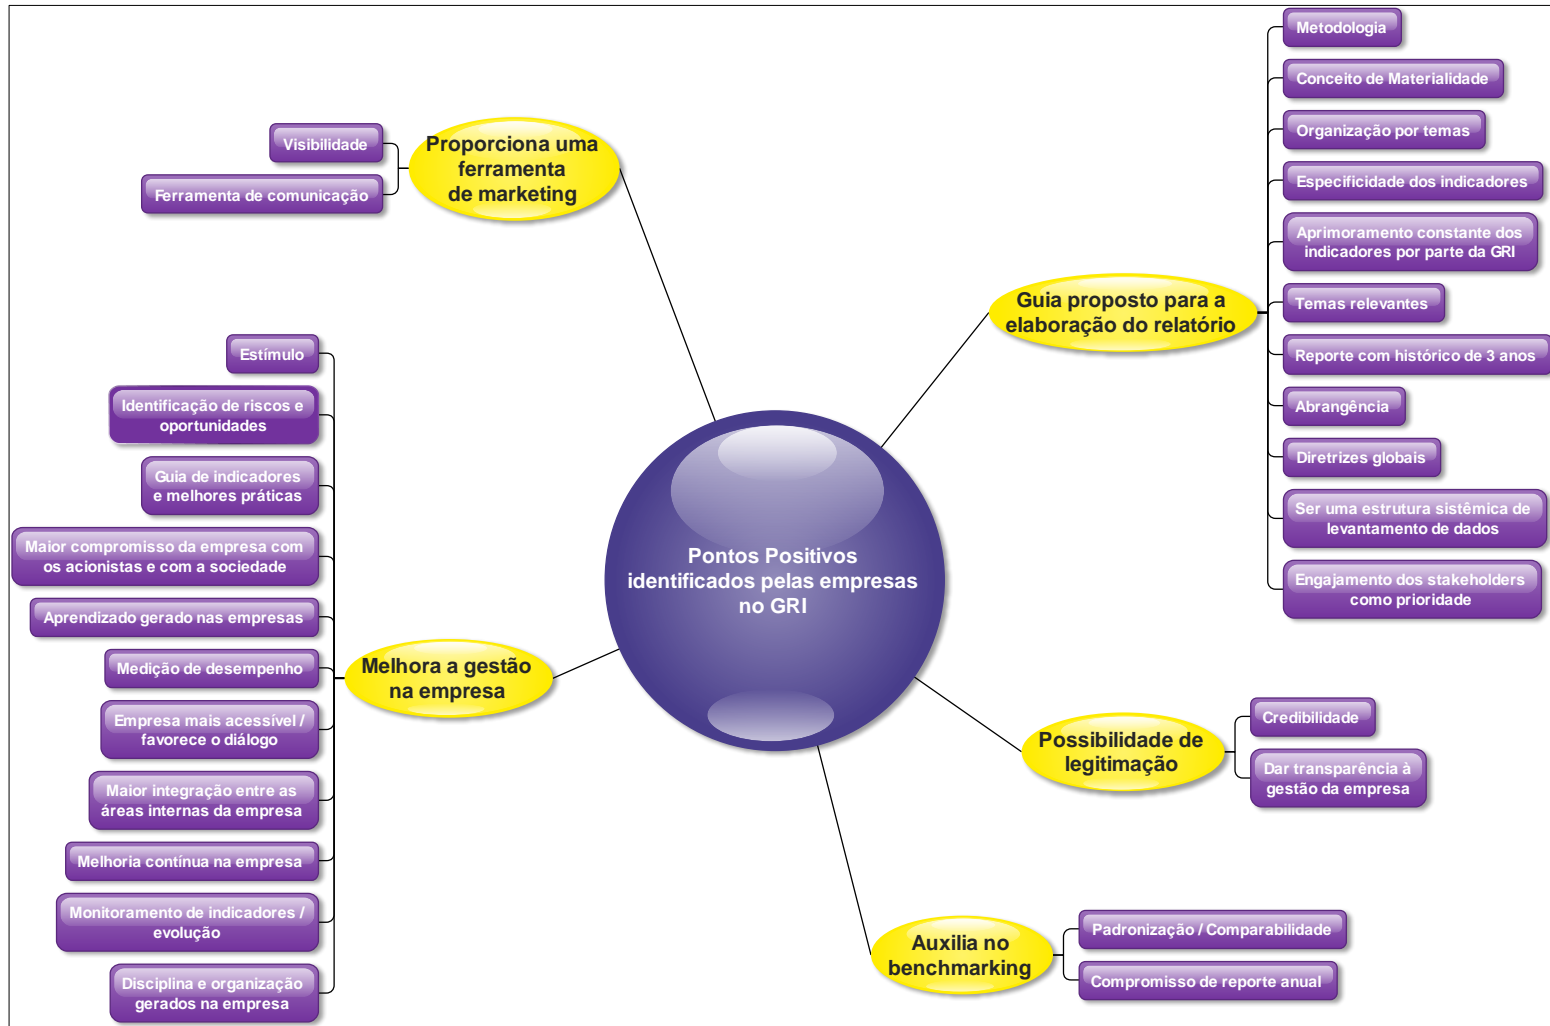 Pontos Positivos
identificados pelas empresas
no GRI
Proporciona uma
ferramenta
de marketing
Visibilidade
Ferramenta de comunicação
Guia proposto para a
elaboração do relatório
Metodologia
Conceito de Materialidade
Organização por temas
Especificidade dos indicadores
Aprimoramento constante dos
indicadores por parte da GRI
Temas relevantes
Reporte com histórico de 3 anos
Abrangência
Diretrizes globais
Ser uma estrutura sistêmica de
levantamento de dados
Engajamento dos stakeholders
como prioridade
Melhora a gestão
na empresa
Estímulo
Identificação de riscos e
oportunidades
Guia de indicadores
e melhores práticas
Maior compromisso da empresa com
os acionistas e com a sociedade
Aprendizado gerado nas empresas
Medição de desempenho
Empresa mais acessível /
favorece o diálogo
Maior integração entre as
áreas internas da empresa
Melhoria contínua na empresa
Monitoramento de indicadores /
evolução
Disciplina e organização
gerados na empresa
Possibilidade de
legitimação
Credibilidade
Dar transparência à
gestão da empresa
Auxilia no
benchmarking
Padronização / Comparabilidade
Compromisso de reporte anual